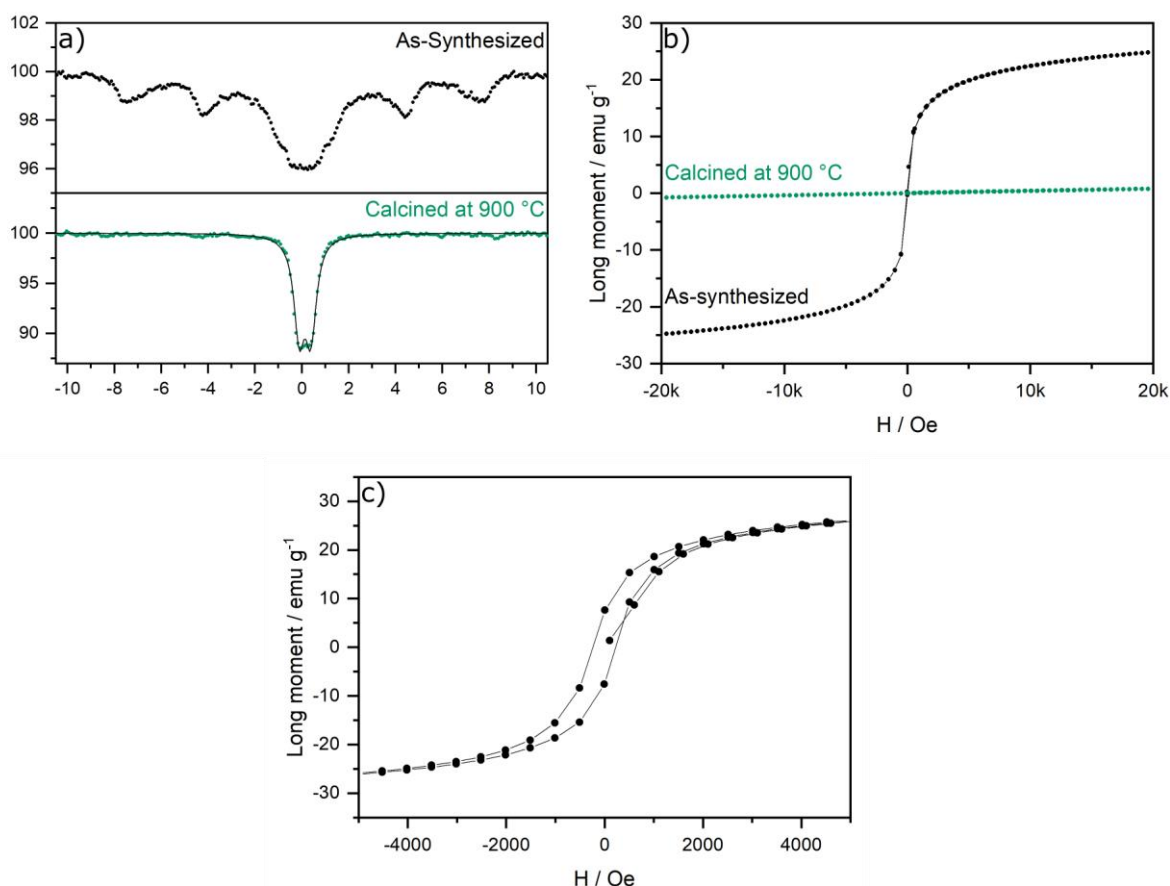 a)
As-Synthesized
102
100
98
96
Calcined at 900 °C
100
95
90
-10 -8 -6 -4 -2 0 2 4 6 8 10
b)
30
20
10
0
-10
-20
-30
Long moment / emu g⁻¹
Calcined at 900 °C
As-synthesized
-20k -10k 0 10k 20k
H / Oe
c)
30
20
10
0
-10
-20
-30
Long moment / emu g⁻¹
-4000 -2000 0 2000 4000
H / Oe